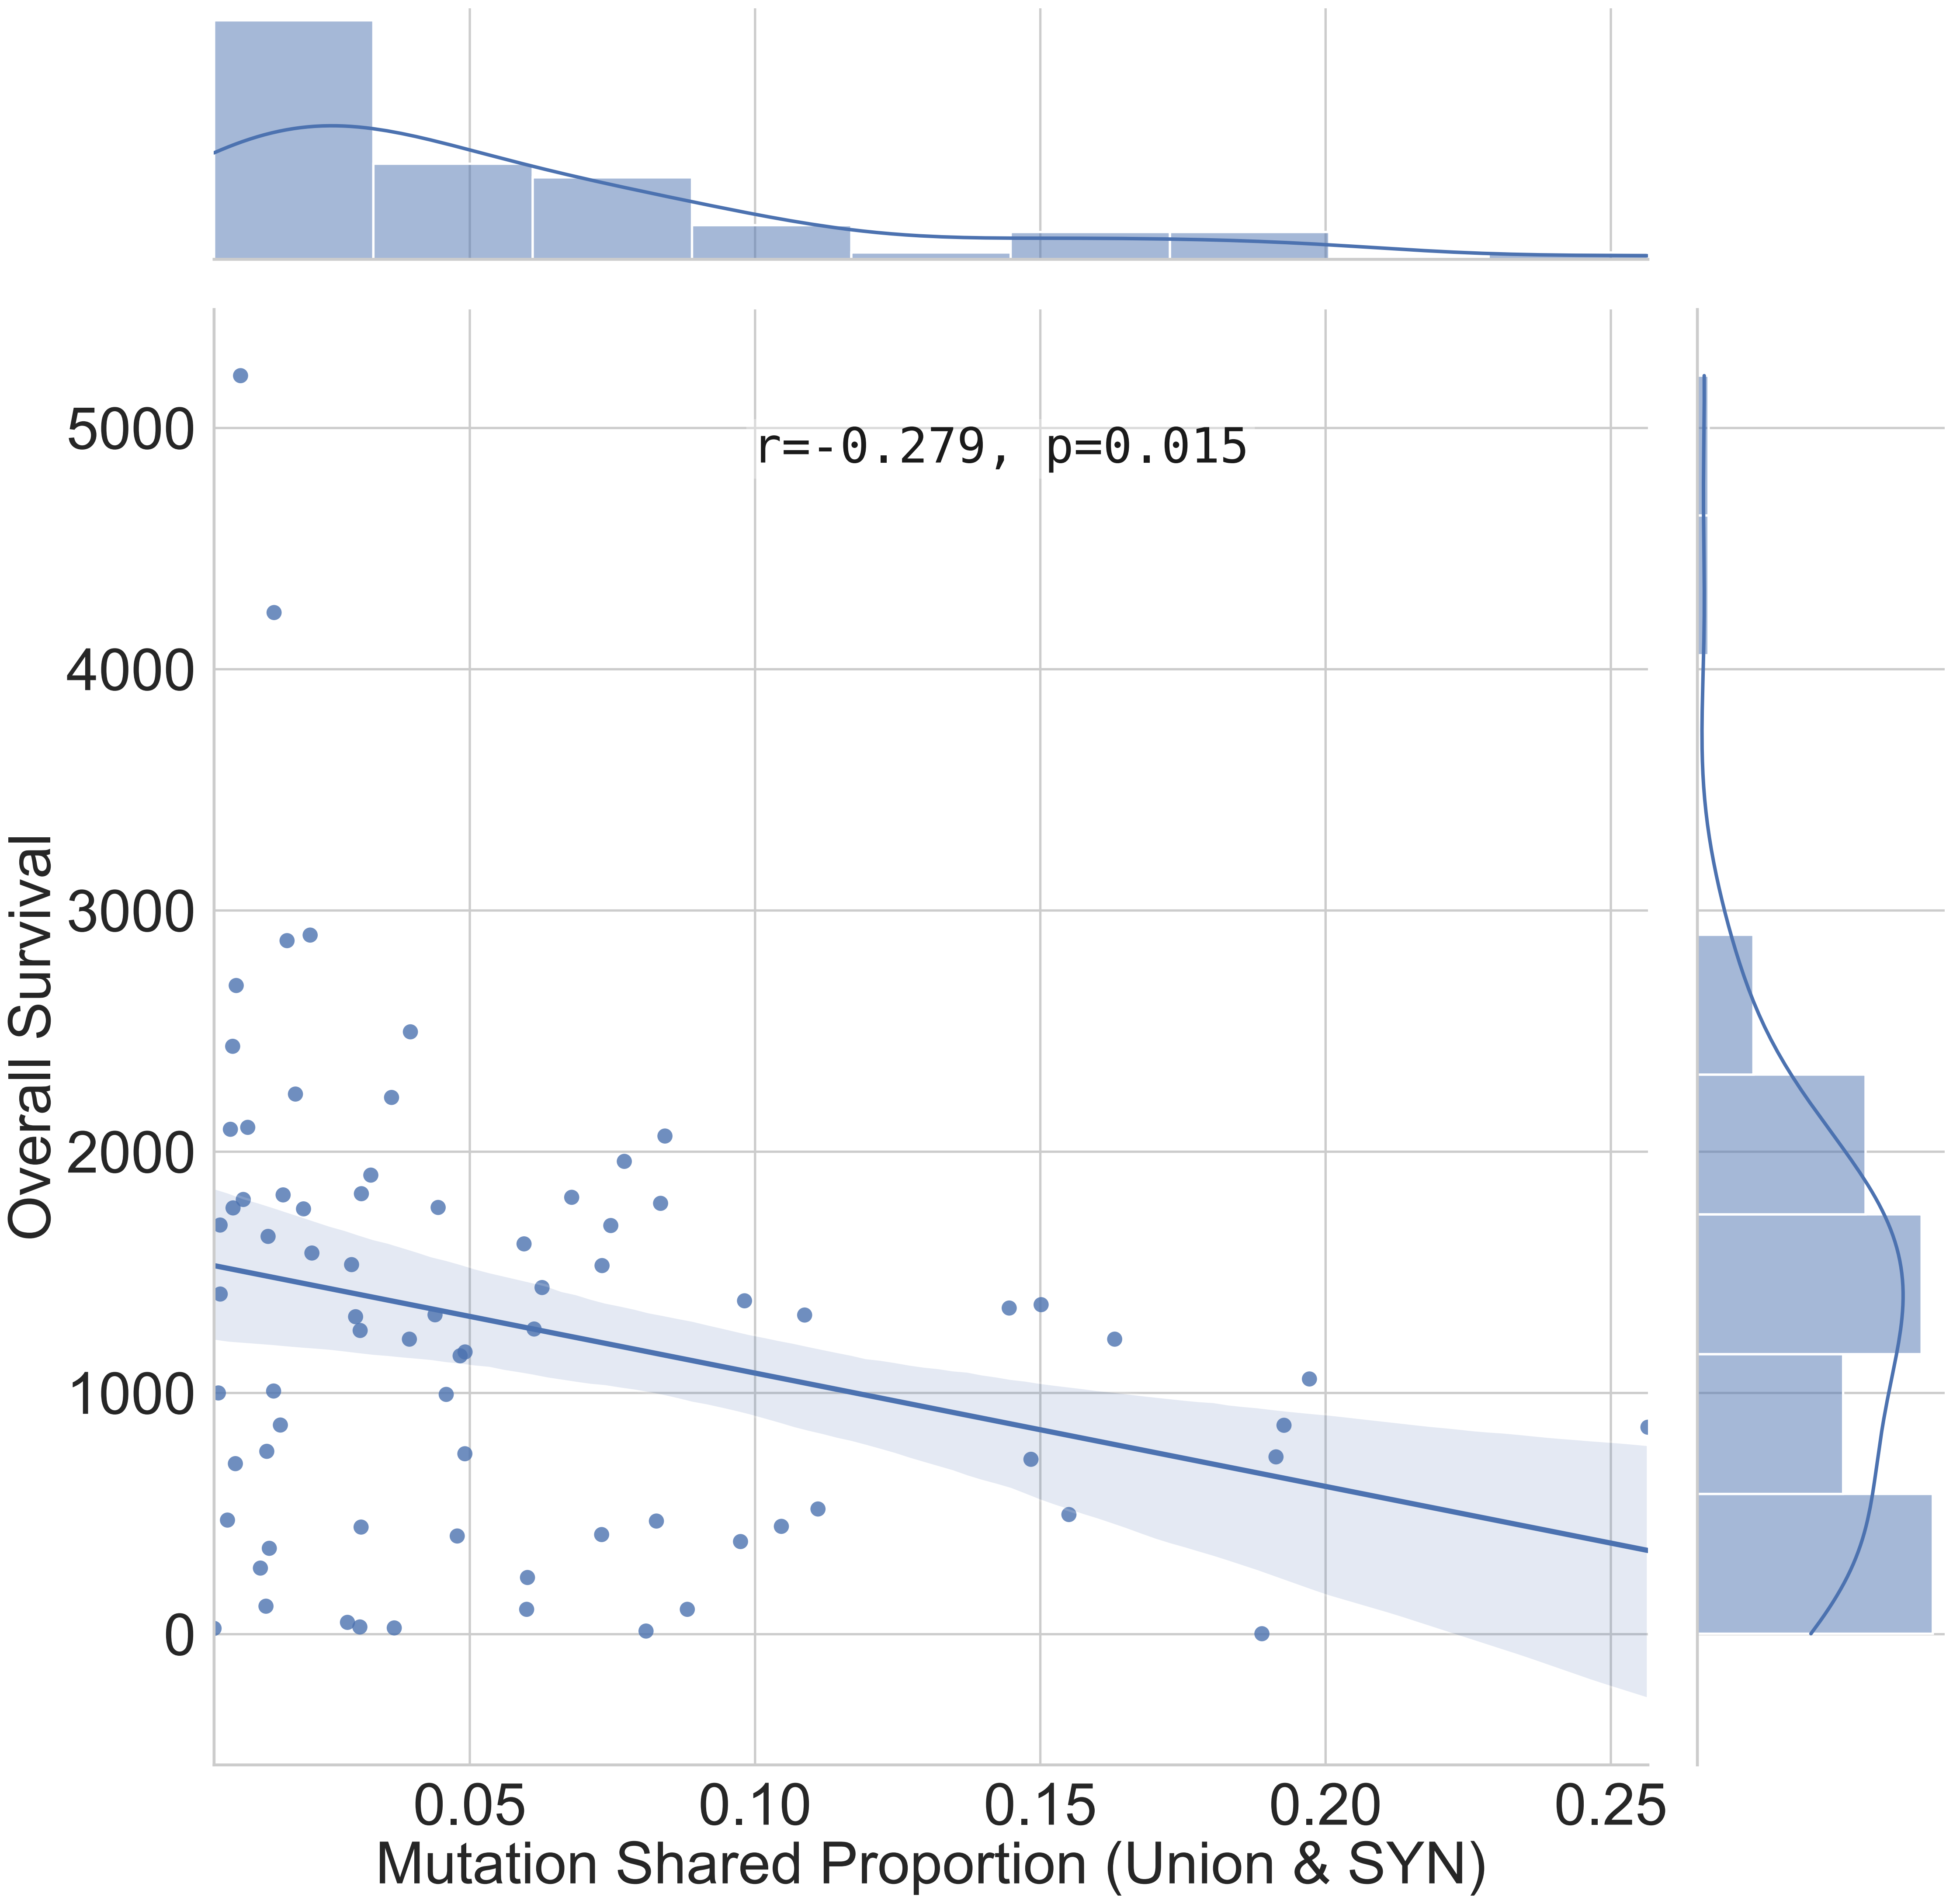 r=-0.279, p=0.015
Overall Survival
5000
4000
3000
2000
1000
0
0.05 0.10 0.15 0.20 0.25
Mutation Shared Proportion (Union & SYN)